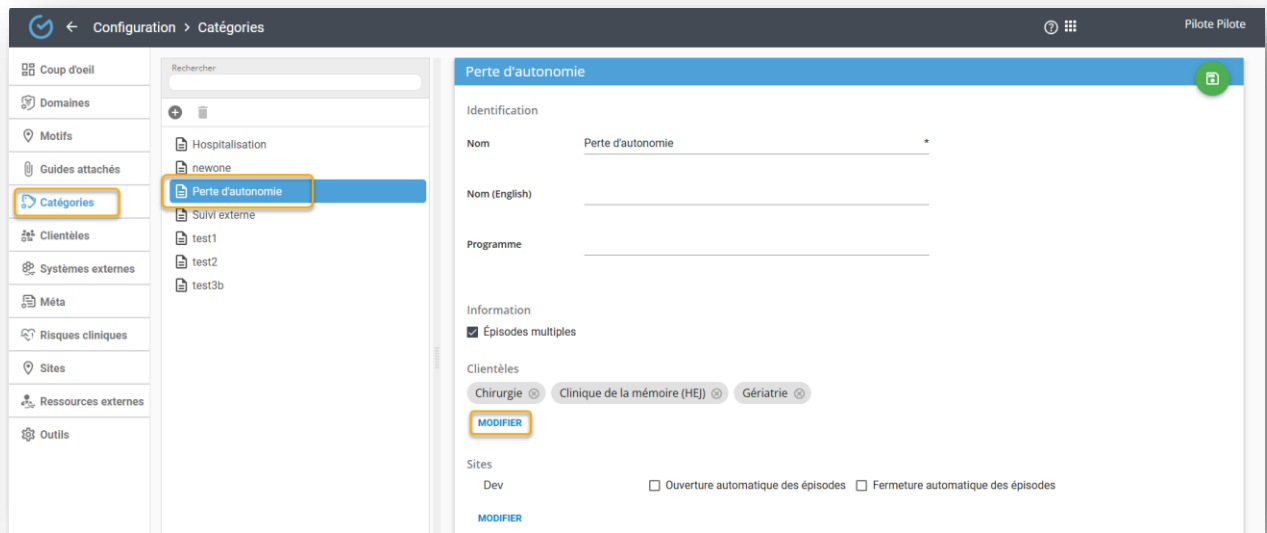 Configuration > Catégories
Pilote Pilote
Coup d'oeil
Domaines
Motifs
Guides attachés
Catégories
Clientèles
Systèmes externes
Méta
Risques cliniques
Sites
Ressources externes
Outils
Rechercher
Hospitalisation
newone
Perte d'autonomie
Suivi externe
test1
test2
test3b
Perte d'autonomie
Identification
Nom Perte d'autonomie *
Nom (English)
Programme
Information
Épisodes multiples
Clientèles
Chirurgie Clinique de la mémoire (HEJ) Gériatrie
MODIFIER
Sites
Dev Ouverture automatique des épisodes Fermeture automatique des épisodes
MODIFIER